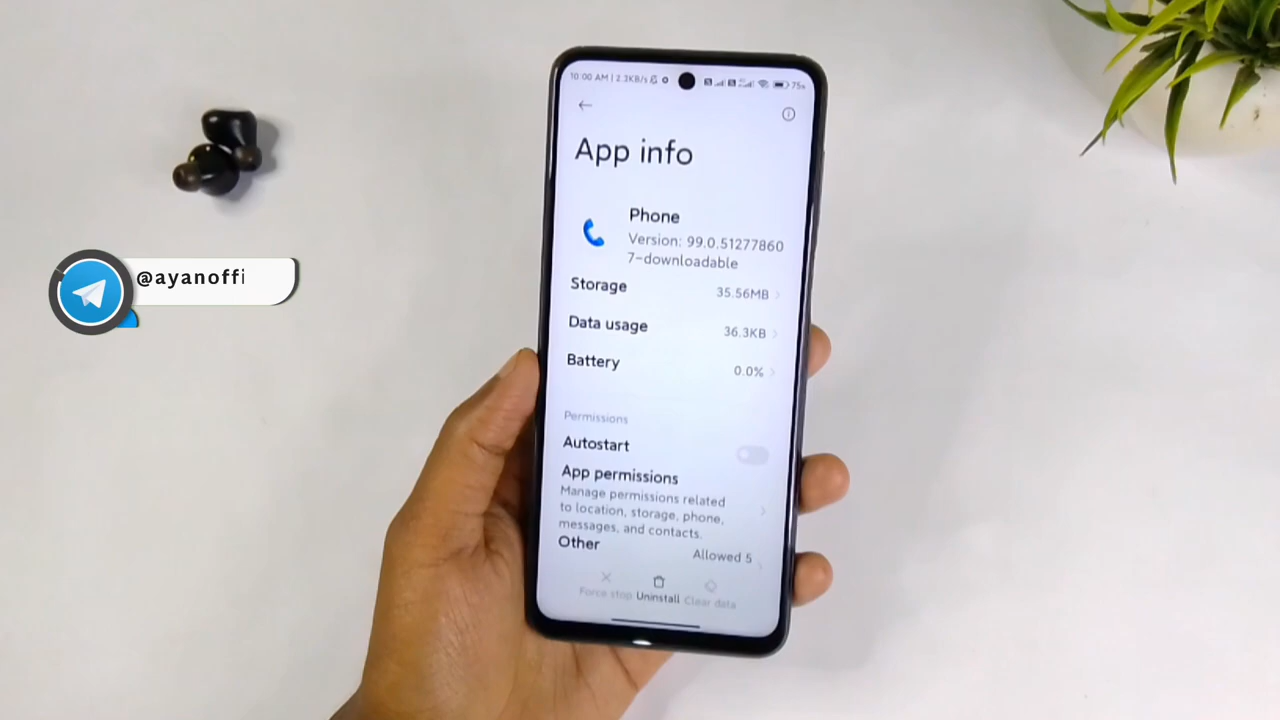 10:00 AM | 2.3KB/s
75%
App info
Phone
Version: 99.0.51277860
7-downloadable
Storage 35.56MB
Data usage 36.3KB
Battery 0.0%
Permissions
Autostart
App permissions
Manage permissions related
to location, storage, phone,
messages, and contacts.
Other Allowed 5
Force stop Uninstall Clear data
@ayanoffi